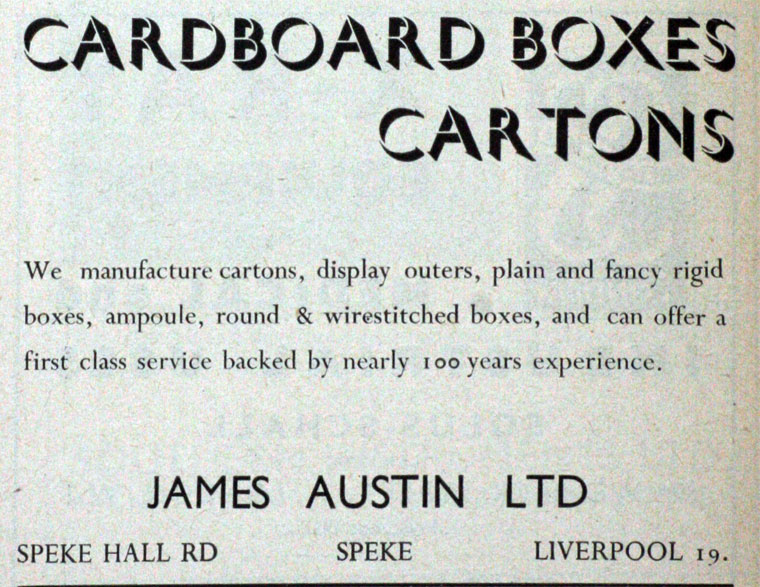 CARDBOARD BOXES
CARTONS
We manufacture cartons, display outers, plain and fancy rigid
boxes, ampoule, round & wirestitched boxes, and can offer a
first class service backed by nearly 100 years experience.
JAMES AUSTIN LTD
SPEKE HALL RD SPEKE LIVERPOOL 19.